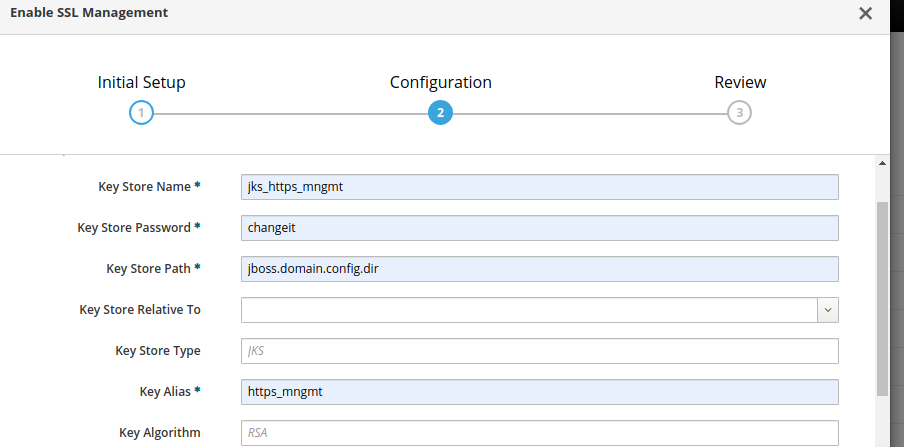 Enable SSL Management
Initial Setup
Configuration
Review
1
2
3
Key Store Name *
jks_https_mngmt
Key Store Password *
changeit
Key Store Path *
jboss.domain.config.dir
Key Store Relative To
Key Store Type
JKS
Key Alias *
https_mngmt
Key Algorithm
RSA